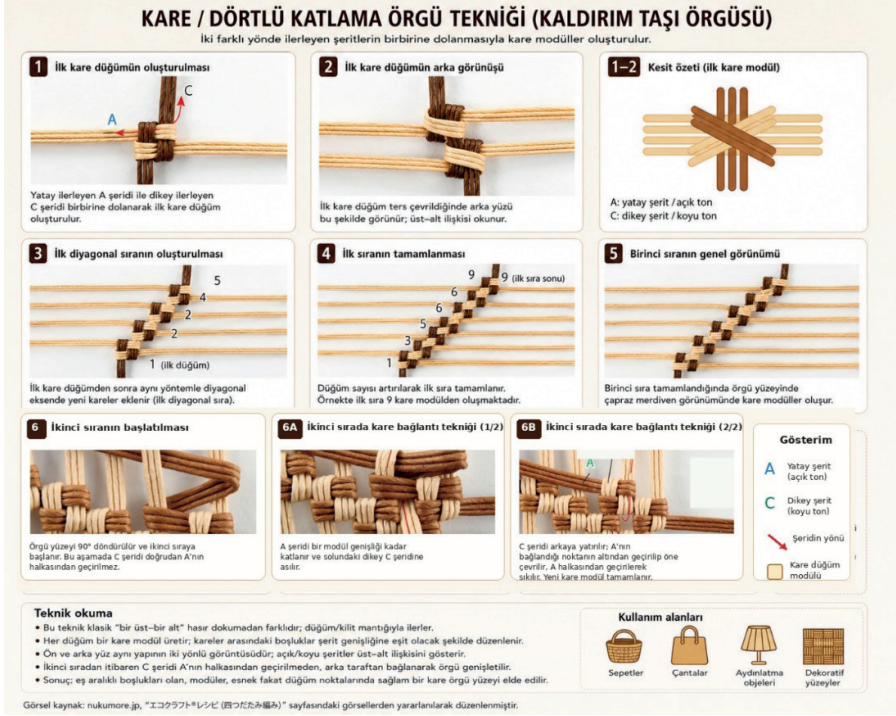 KARE / DÖRTLÜ KATLAMA ÖRGÜ TEKNİĞİ (KALDIRIM TAŞI ÖRGÜSÜ)
İki farklı yönde ilerleyen şeritlerin birbirine dolanmasıyla kare modüller oluşturulur.
1 İlk kare düğümün oluşturulması
A
C
Yatay ilerleyen A şeridi ile dikey ilerleyen
C şeridi birbirine dolanarak ilk kare düğüm
oluşturulur.
2 İlk kare düğümün arka görünüşü
İlk kare düğüm ters çevrildiğinde arka yüzü
bu şekilde görünür; üst–alt ilişkisi okunur.
1–2 Kesit özeti (ilk kare modül)
A: yatay şerit / açık ton
C: dikey şerit / koyu ton
3 İlk diyagonal sıranın oluşturulması
5
4
2
2
1 (ilk düğüm)
İlk kare düğümden sonra aynı yöntemle diyagonal
eksende yeni kareler eklenir (ilk diyagonal sıra).
4 İlk sıranın tamamlanması
9
9 (ilk sıra sonu)
6
6
5
3
1
Düğüm sayısı artırılarak ilk sıra tamamlanır.
Örnekte ilk sıra 9 kare modülden oluşmaktadır.
5 Birinci sıranın genel görünümü
Birinci sıra tamamlandığında örgü yüzeyinde
çapraz merdiven görünümünde kare modüller oluşur.
6 İkinci sıranın başlatılması
Örgü yüzeyi 90° döndürülür ve ikinci sıraya
başlanır. Bu aşamada C şeridi doğrudan A'nın
halkasından geçirilmez.
6A İkinci sırada kare bağlantı tekniği (1/2)
A şeridi bir modül genişliği kadar
katlanır ve solundaki dikey C şeridine
asılır.
6B İkinci sırada kare bağlantı tekniği (2/2)
A
C şeridi arkaya yatırılır; A'nın
bağlandığı noktanın altından geçirilip öne
çevrilir, A halkasından geçirilerek
sıkılır. Yeni kare modül tamamlanır.
Gösterim
A Yatay şerit
(açık ton)
C Dikey şerit
(koyu ton)
Şeridin yönü
Kare düğüm
modülü
Teknik okuma
• Bu teknik klasik "bir üst–bir alt" hasır dokumadan farklıdır; düğüm/kilit mantığıyla ilerler.
• Her düğüm bir kare modül üretir; kareler arasındaki boşluklar şerit genişliğine eşit olacak şekilde düzenlenir.
• Ön ve arka yüz aynı yapının iki yönlü görüntüsüdür; açık/koyu şeritler üst–alt ilişkisini gösterir.
• İkinci sıradan itibaren C şeridi A'nın halkasından geçirilmeden, arka taraftan bağlanarak örgü genişletilir.
• Sonuç; eş aralıklı boşlukları olan, modüler, esnek fakat düğüm noktalarında sağlam bir kare örgü yüzeyi elde edilir.
Kullanım alanları
Sepetler
Çantalar
Aydınlatma
objeleri
Dekoratif
yüzeyler
Görsel kaynak: nukumore.jp, "エコクラフト®レシピ (四つだたみ編み)" sayfasındaki görsellerden yararlanılarak düzenlenmiştir.